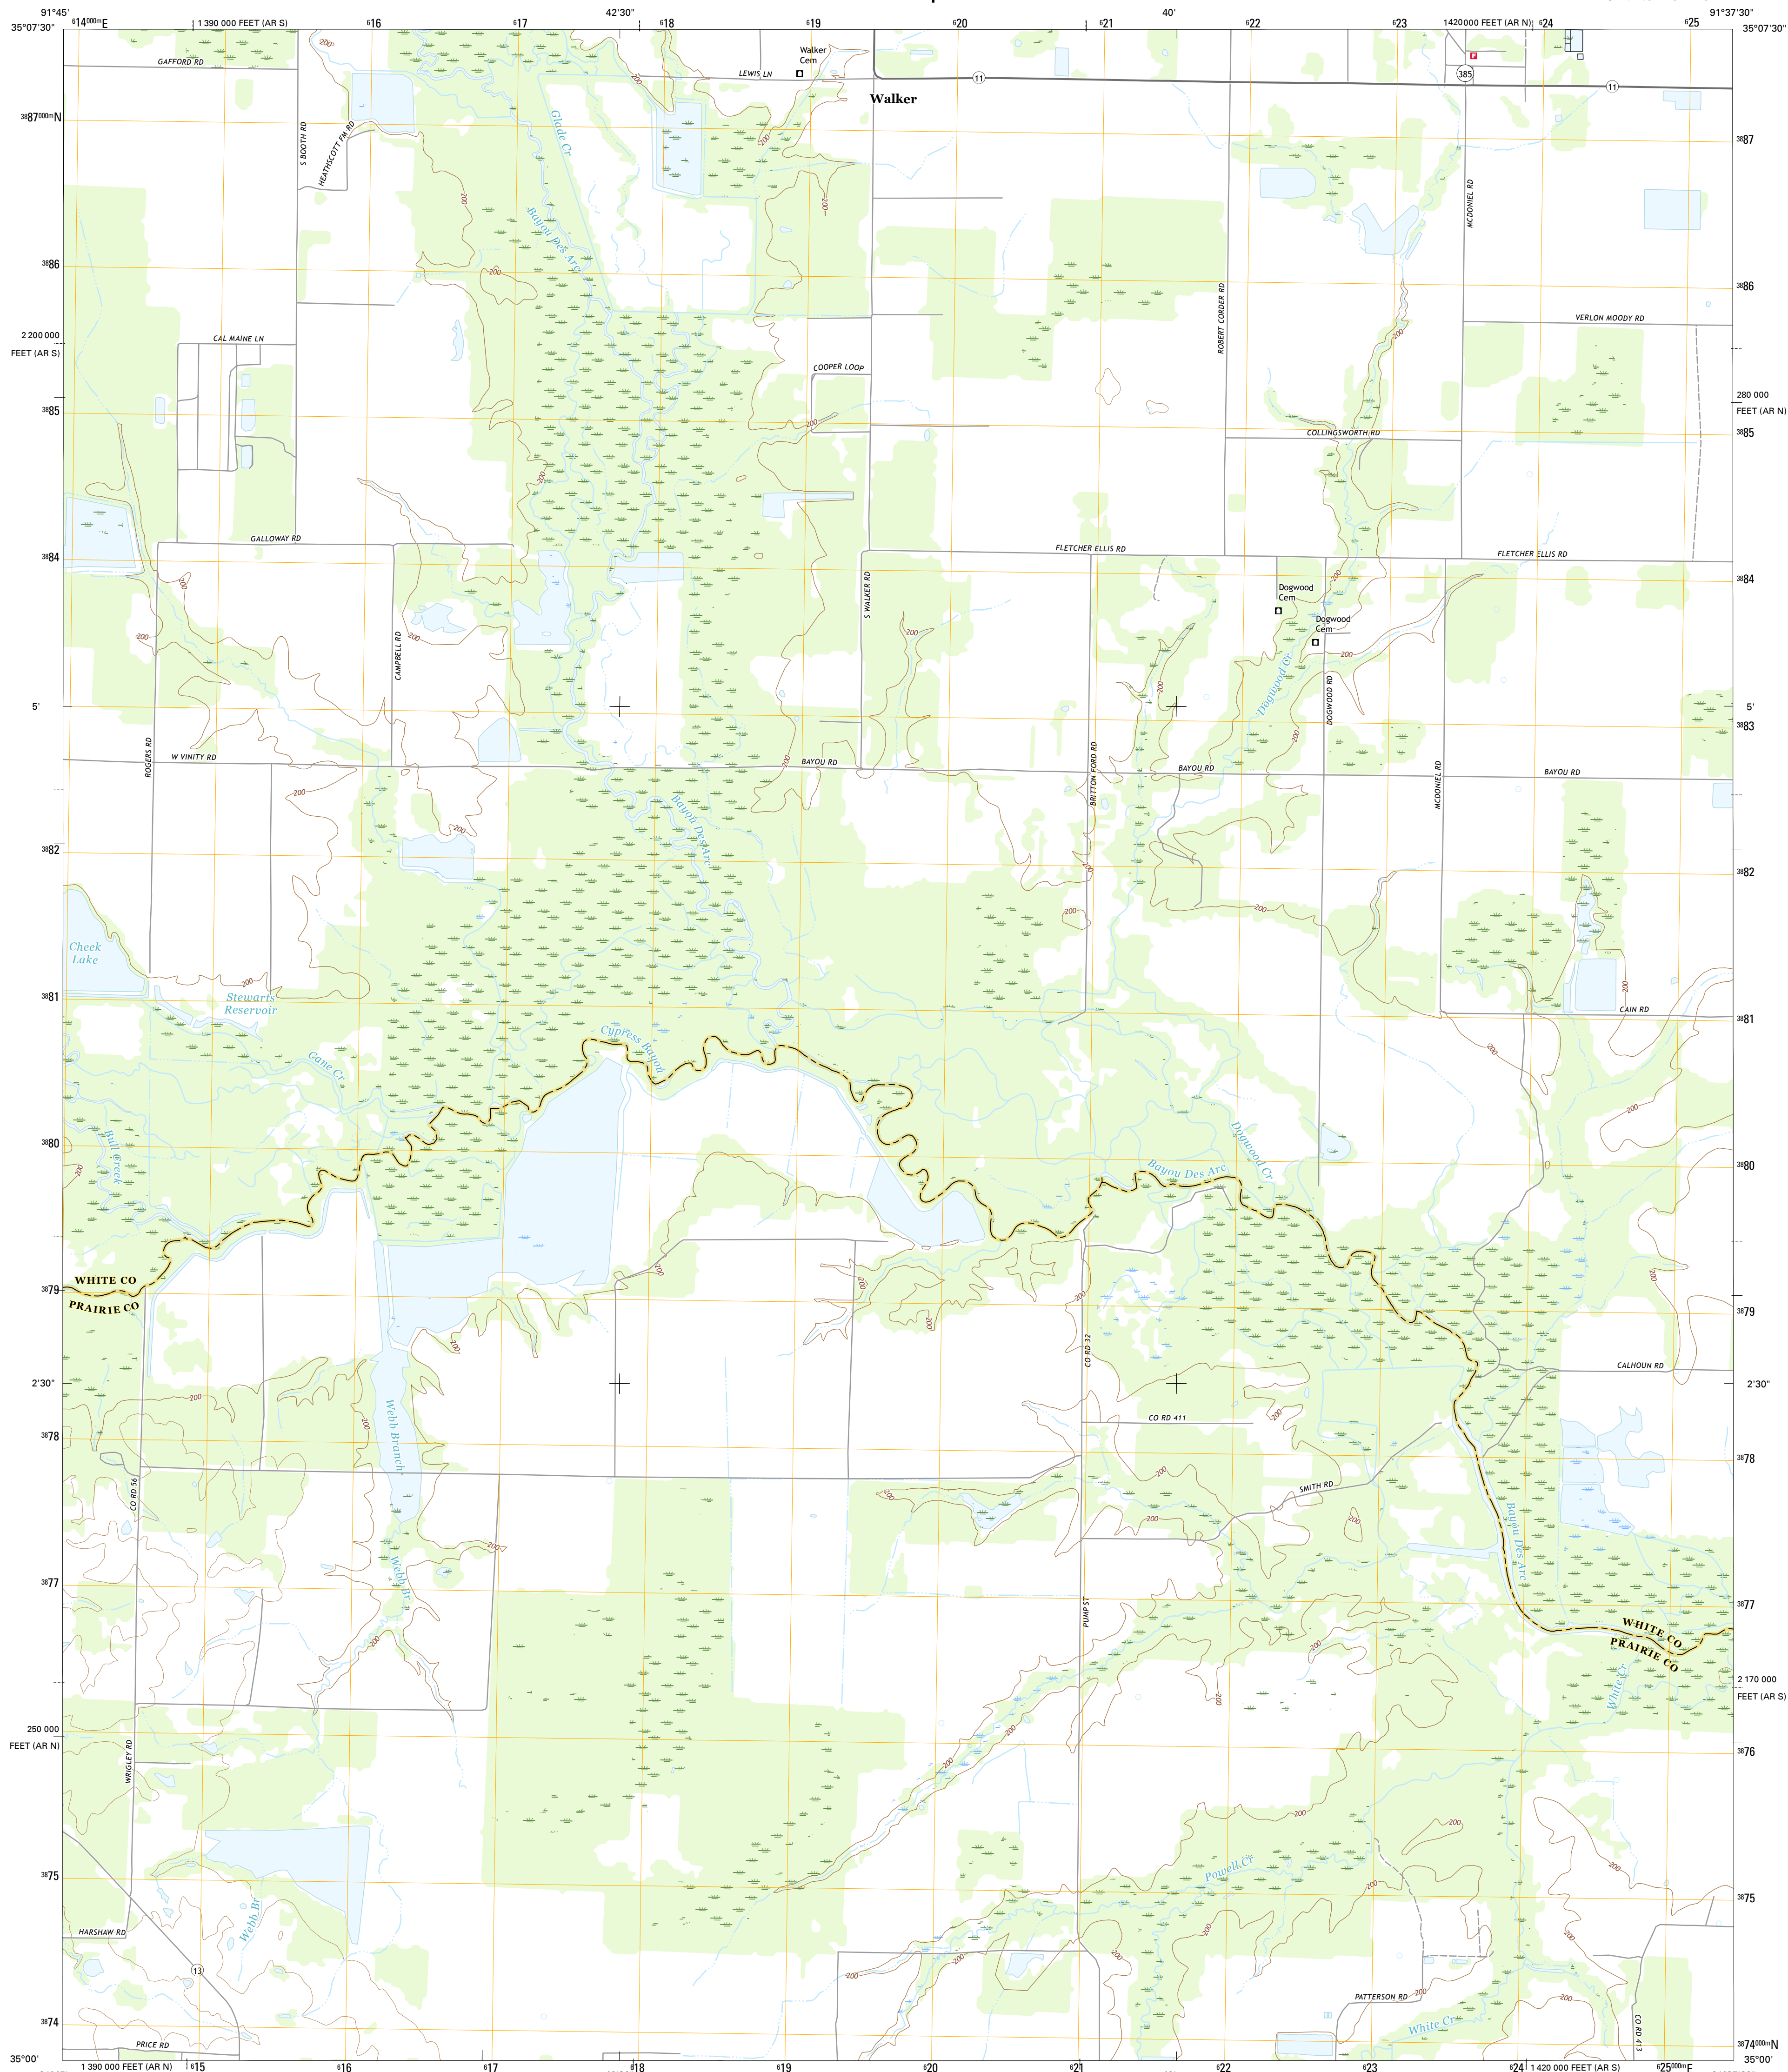 91°45'
⁶14⁰⁰⁰ᵐE
1 390 000 FEET (AR S)
⁶16
⁶17
42'30"
⁶18
⁶19
⁶20
⁶21
40'
⁶22
⁶23
1420 000 FEET (AR N)
⁶24
⁶25
91°37'30"
35°07'30"
35°07'30"
GAFFORD RD
200
Walker
Cem
LEWIS LN
11
385
11
Walker
³⁸87⁰⁰⁰ᵐN
S BOOTH RD
HEATHSCOTT FM RD
Glade Cr
³⁸87
MCDONIEL RD
Bayou Des Arc
³⁸86
³⁸86
ROBERT CORDER RD
VERLON MOODY RD
2 200 000
FEET (AR S)
CAL MAINE LN
COOPER LOOP
280 000
FEET (AR N)
³⁸85
³⁸85
COLLINGSWORTH RD
GALLOWAY RD
FLETCHER ELLIS RD
FLETCHER ELLIS RD
³⁸84
³⁸84
S WALKER RD
Dogwood
Cem
Dogwood
Cem
CAMPBELL RD
Dogwood Cr
DOGWOOD RD
5'
5'
³⁸83
ROGERS RD
W VINITY RD
BAYOU RD
BRITTON FORD RD
BAYOU RD
MCDONIEL RD
BAYOU RD
Bayou Des Arc
³⁸82
³⁸82
Cheek
Lake
Stewarts
Reservoir
³⁸81
³⁸81
CAIN RD
Gane Cr
Cypress Bayou
Bull Creek
³⁸80
³⁸80
Dogwood Cr
Bayou Des Arc
WHITE CO
PRAIRIE CO
³⁸79
³⁸79
CO RD 32
CALHOUN RD
2'30"
2'30"
Webb Branch
CO RD 411
³⁸78
³⁸78
CO RD 56
SMITH RD
Bayou Des Arc
Webb Br
³⁸77
³⁸77
PUMP ST
WHITE CO
PRAIRIE CO
White Cr
2 170 000
FEET (AR S)
250 000
FEET (AR N)
WRIGLEY RD
³⁸76
³⁸75
Powell Cr
³⁸75
Webb Br
HARSHAW RD
13
PATTERSON RD
White Cr
CO RD 413
³⁸74
³⁸74⁰⁰⁰ᵐN
PRICE RD
35°00'
35°00'
1 390 000 FEET (AR N)
⁶15
⁶16
⁶17
⁶19
⁶20
⁶21
⁶22
⁶23
⁶24
1 420 000 FEET (AR S)
⁶25⁰⁰⁰ᵐE